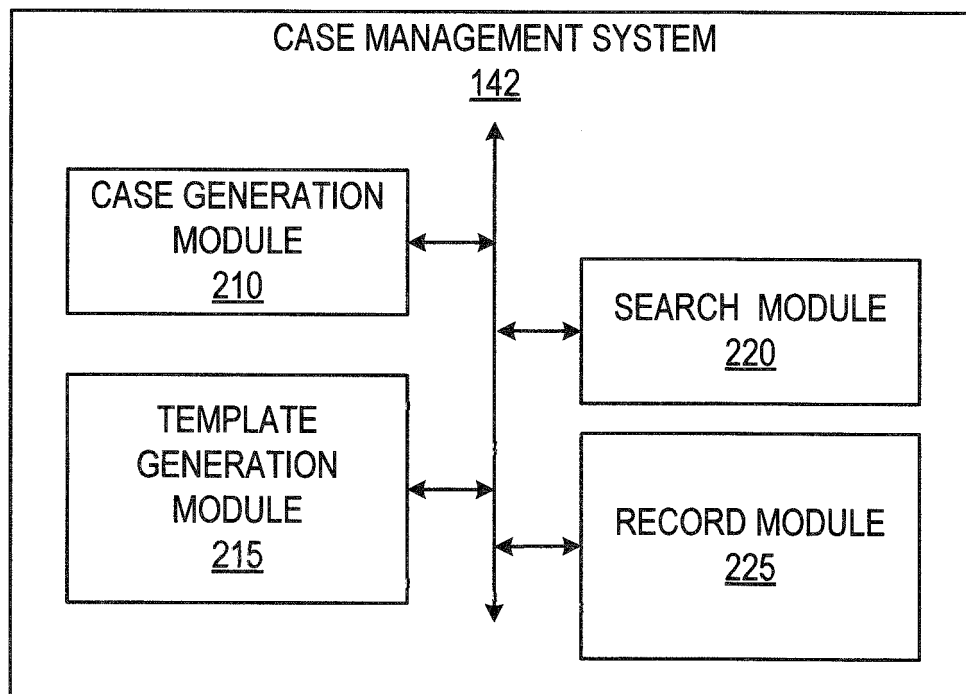 CASE MANAGEMENT SYSTEM
142
CASE GENERATION
MODULE
210
SEARCH MODULE
220
TEMPLATE
GENERATION
MODULE
215
RECORD MODULE
225